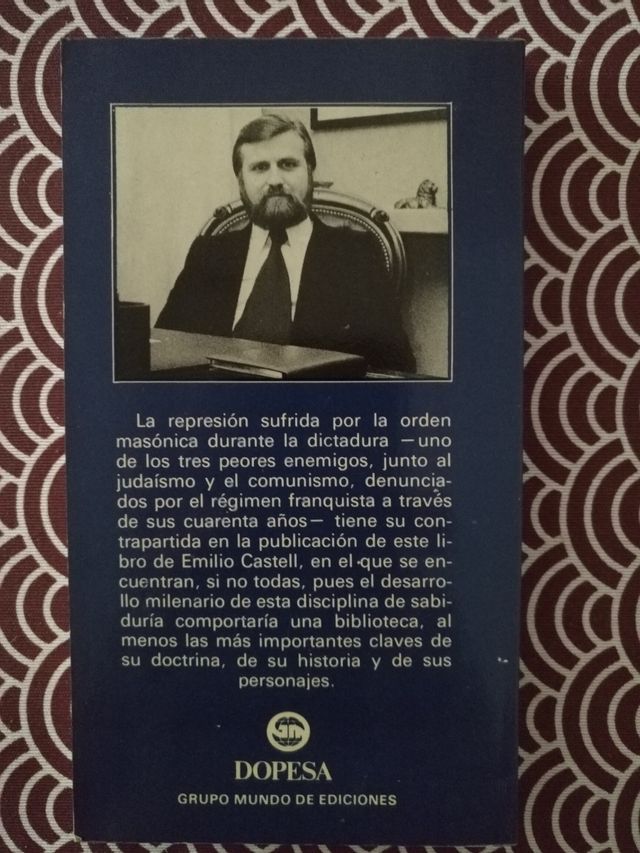 La represión sufrida por la orden
masónica durante la dictadura —uno
de los tres peores enemigos, junto al
judaísmo y el comunismo, denuncia-
dos por el régimen franquista a través
de sus cuarenta años— tiene su con-
trapartida en la publicación de este li-
bro de Emilio Castell, en el que se en-
cuentran, si no todas, pues el desarro-
llo milenario de esta disciplina de sabi-
duría comportaría una biblioteca, al
menos las más importantes claves de
su doctrina, de su historia y de sus
personajes.
DOPESA
GRUPO MUNDO DE EDICIONES